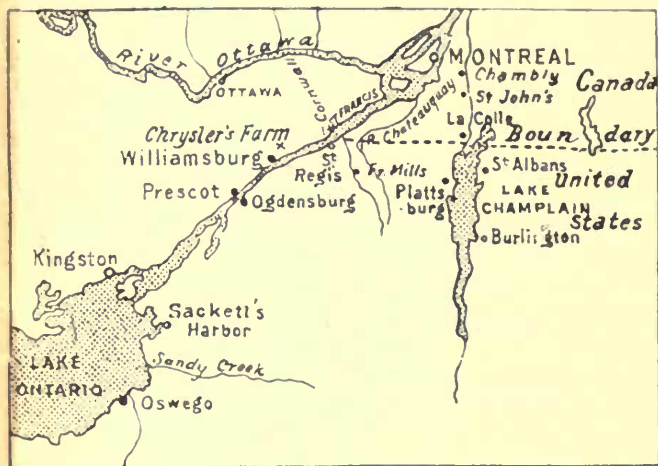 River Ottawa
OTTAWA
Cornwall
MONTREAL
Chambly
Canada
St John's
La Colle
L. St FRANCIS
R. Chateauquay
Chrysler's Farm
Williamsburg
Boundary
St
Regis
Fr. Mills
St Albans
Platts
-burg
LAKE
CHAMPLAIN
United
States
Burlington
Prescot
Ogdensburg
Kingston
Sackett's
Harbor
LAKE
ONTARIO
Sandy Creek
Oswego